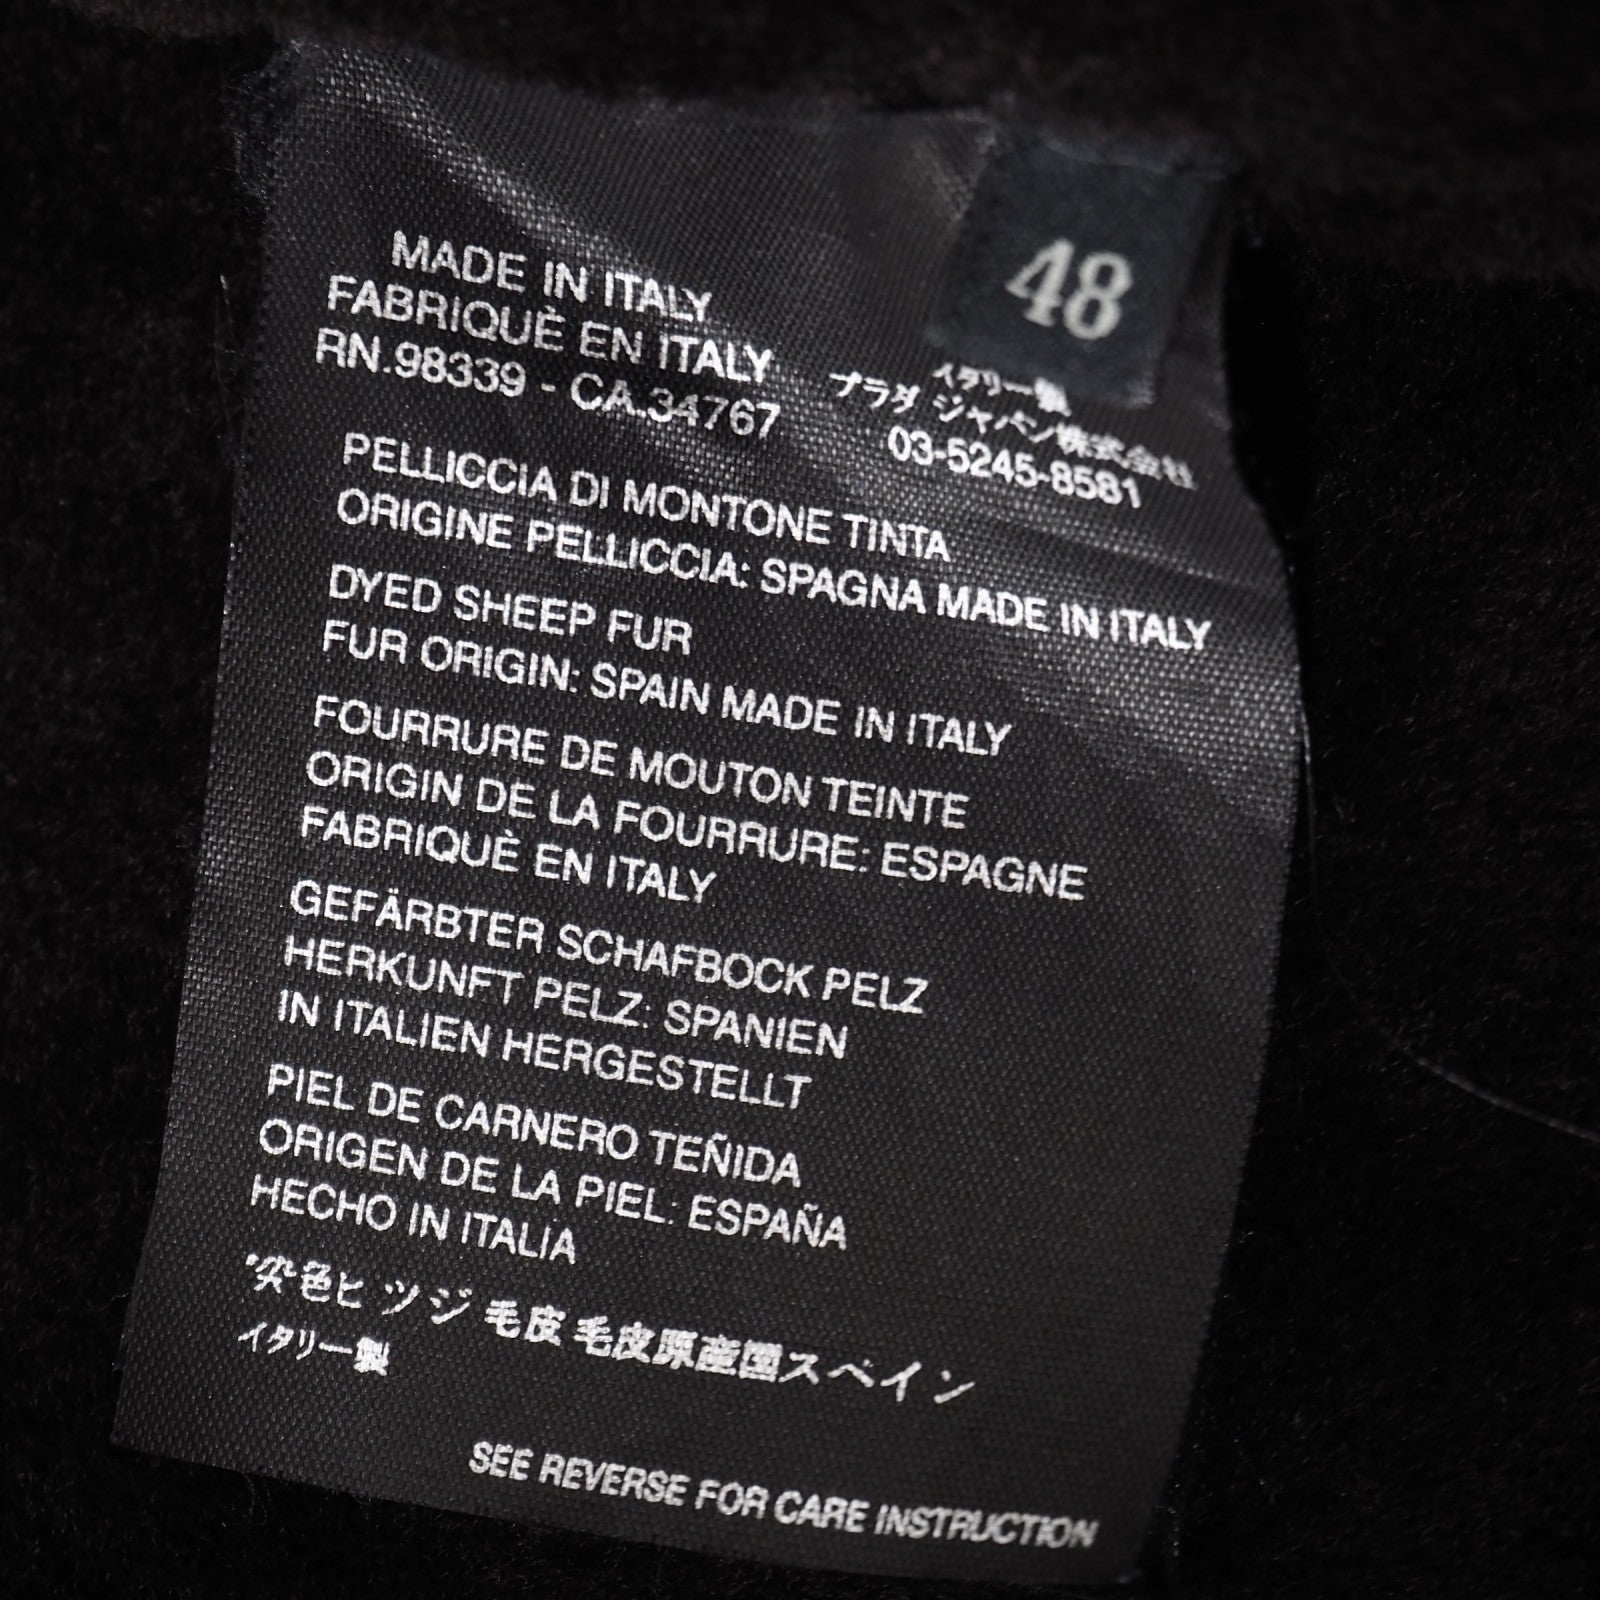 48
MADE IN ITALY
FABRIQUÈ EN ITALY
RN.98339 - CA.34767
イタリー製
プラダ ジャパン株式会社
03-5245-8581
PELLICCIA DI MONTONE TINTA
ORIGINE PELLICCIA: SPAGNA MADE IN ITALY
DYED SHEEP FUR
FUR ORIGIN: SPAIN MADE IN ITALY
FOURRURE DE MOUTON TEINTE
ORIGIN DE LA FOURRURE: ESPAGNE
FABRIQUÈ EN ITALY
GEFÄRBTER SCHAFBOCK PELZ
HERKUNFT PELZ: SPANIEN
IN ITALIEN HERGESTELLT
PIEL DE CARNERO TEÑIDA
ORIGEN DE LA PIEL: ESPAÑA
HECHO IN ITALIA
染色ヒツジ 毛皮 毛皮原産国スペイン
イタリー製
SEE REVERSE FOR CARE INSTRUCTION